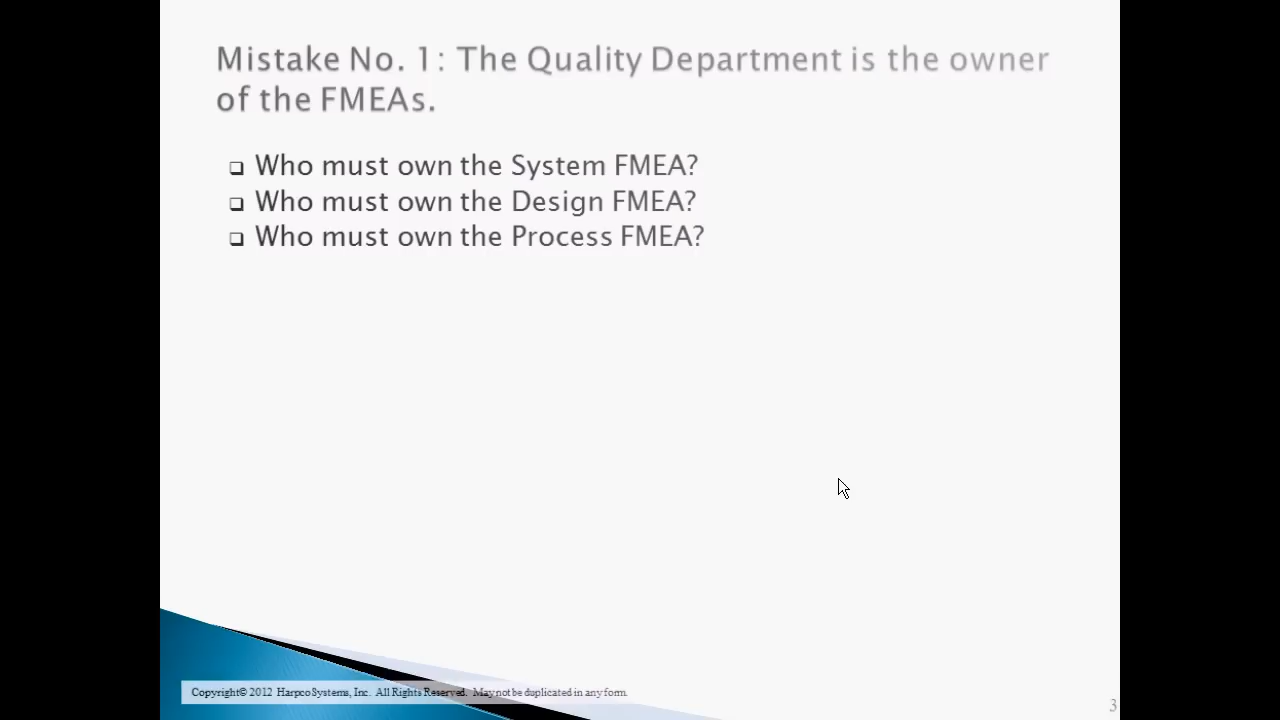 Mistake No. 1: The Quality Department is the owner
of the FMEAs.
Who must own the System FMEA?
Who must own the Design FMEA?
Who must own the Process FMEA?
Copyright© 2012 Harpco Systems, Inc. All Rights Reserved. May not be duplicated in any form.
3